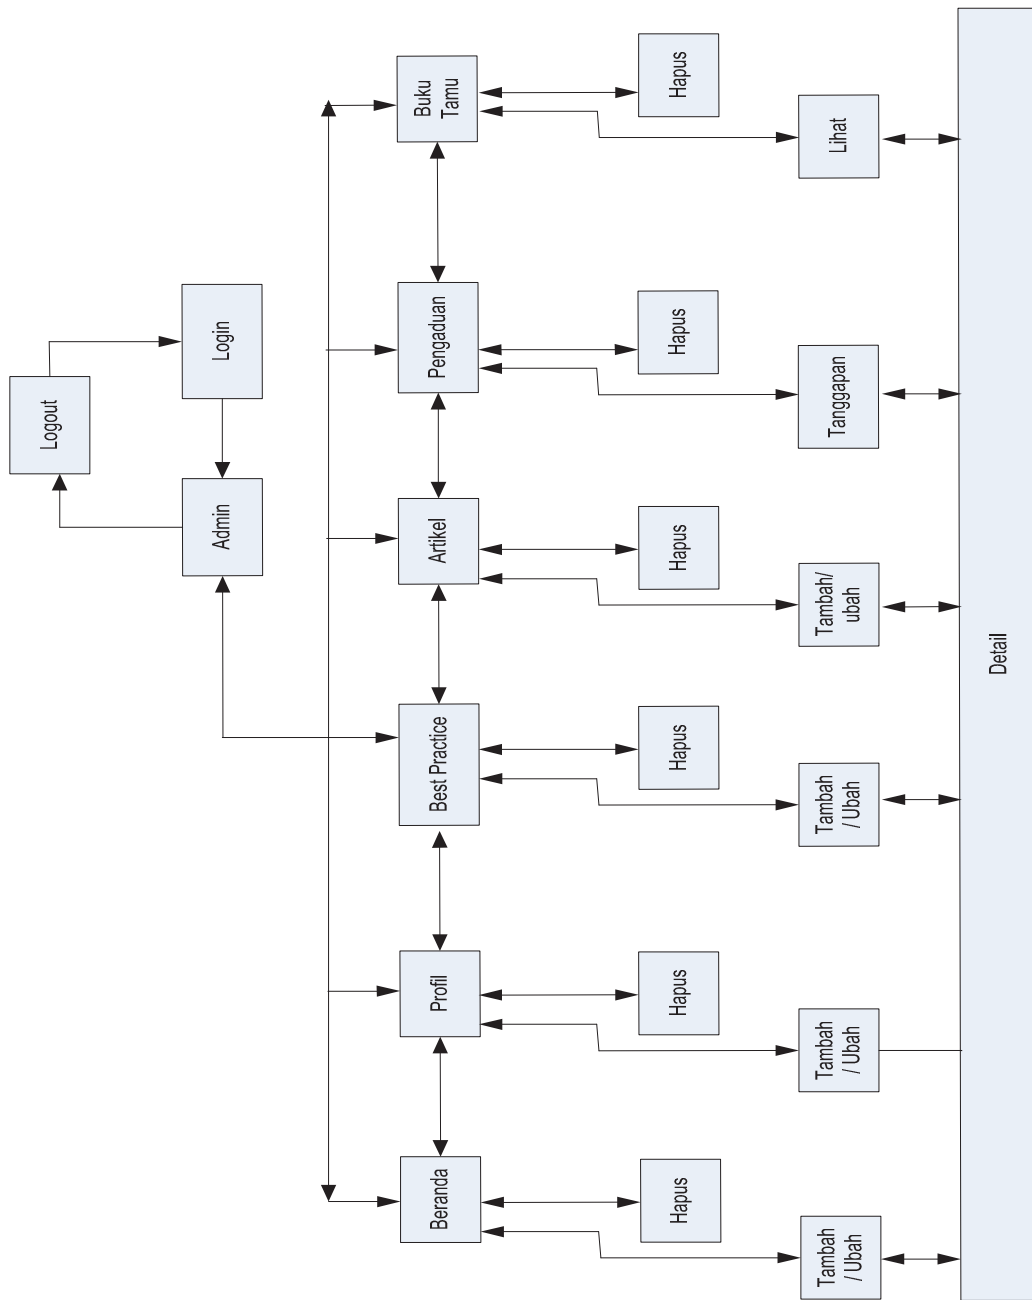 Logout
Admin
Login
Beranda
Profil
Best Practice
Artikel
Pengaduan
Buku
Tamu
Hapus
Hapus
Hapus
Hapus
Hapus
Hapus
Tambah
/ Ubah
Tambah
/ Ubah
Tambah
/ Ubah
Tambah/
ubah
Tanggapan
Lihat
Detail